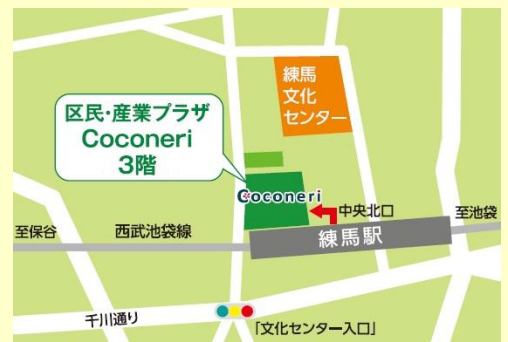 練馬
文化
センター
区民・産業プラザ
Coconeri
3階
Coconeri
中央北口
至池袋
至保谷
西武池袋線
練馬駅
千川通り
「文化センター入口」